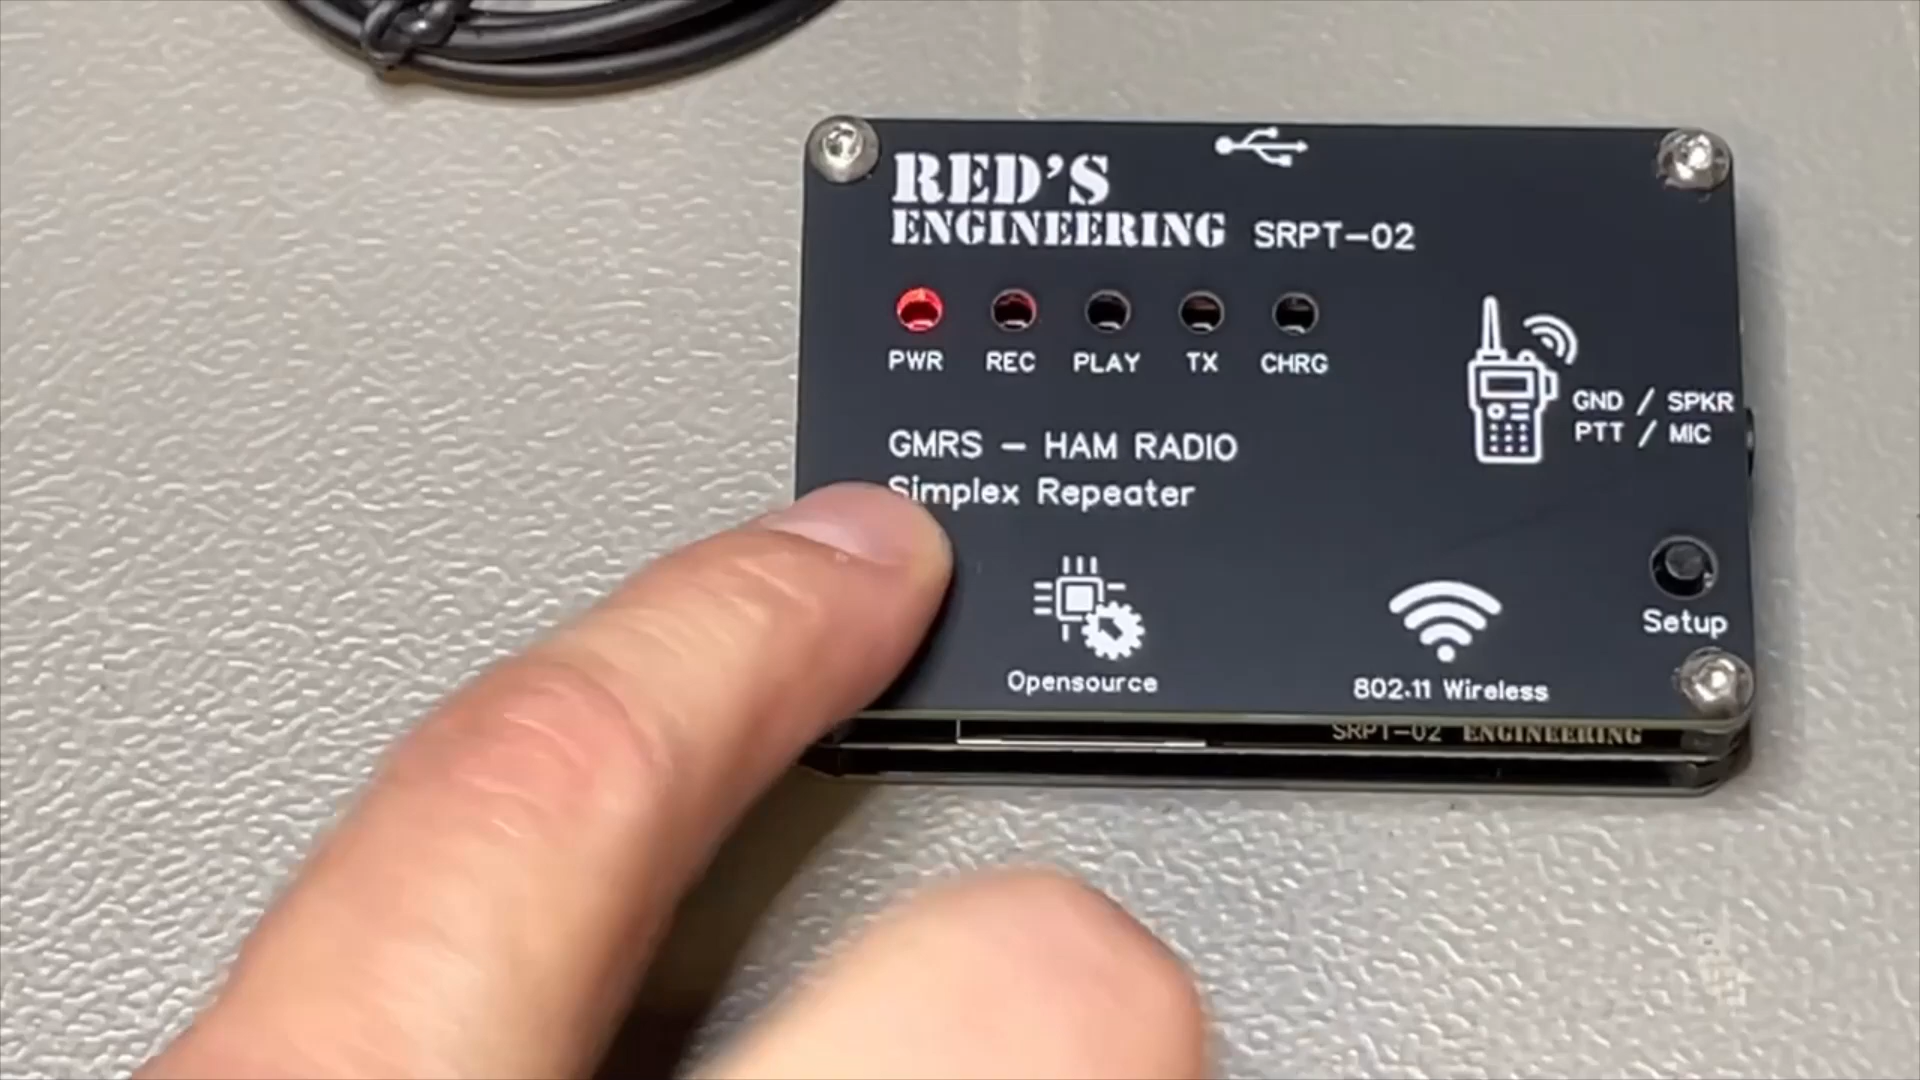 RED'S
ENGINEERING SRPT-02
PWR REC PLAY TX CHRG
GND / SPKR
PTT / MIC
GMRS - HAM RADIO
Simplex Repeater
Setup
Opensource
802.11 Wireless
SRPT-02 ENGINEERING